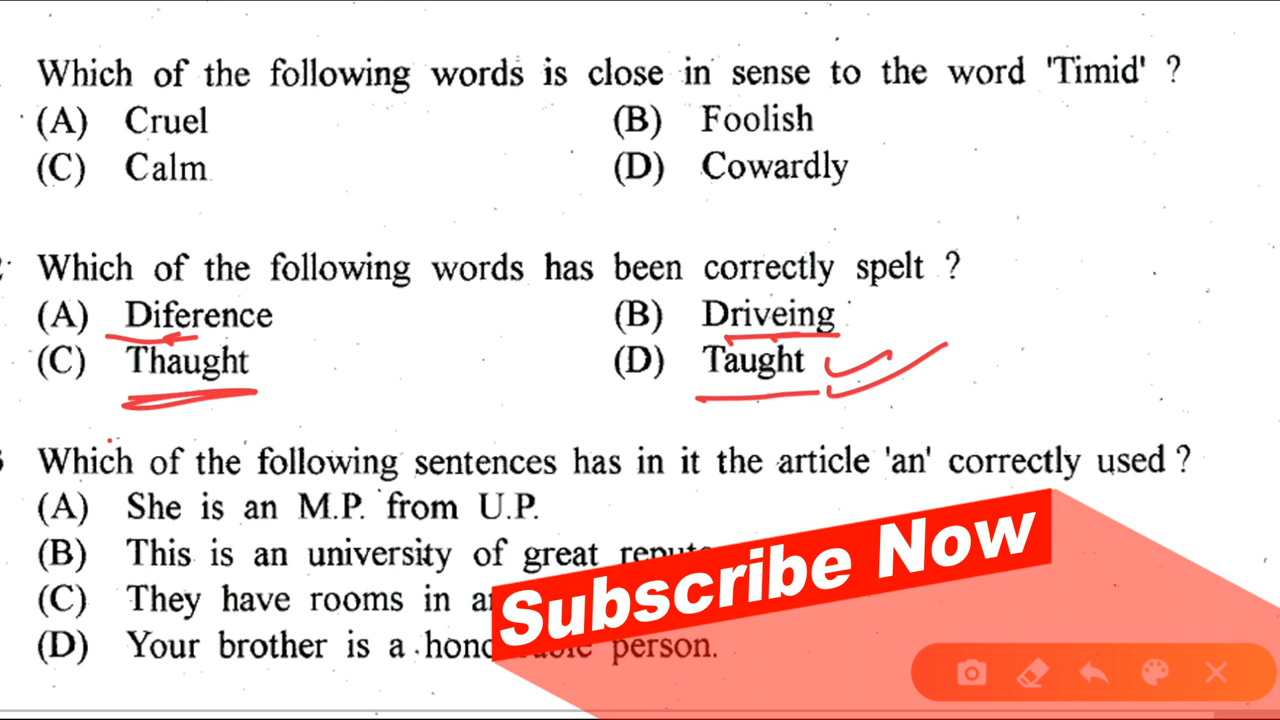 Which of the following words is close in sense to the word 'Timid' ?
(A) Cruel (B) Foolish
(C) Calm (D) Cowardly
Which of the following words has been correctly spelt ?
(A) Diference (B) Driveing
(C) Thaught (D) Taught
Which of the following sentences has in it the article 'an' correctly used ?
(A) She is an M.P. from U.P.
(B) This is an university of great
(C) They have rooms in
(D) Your brother is a person.
Subscribe Now